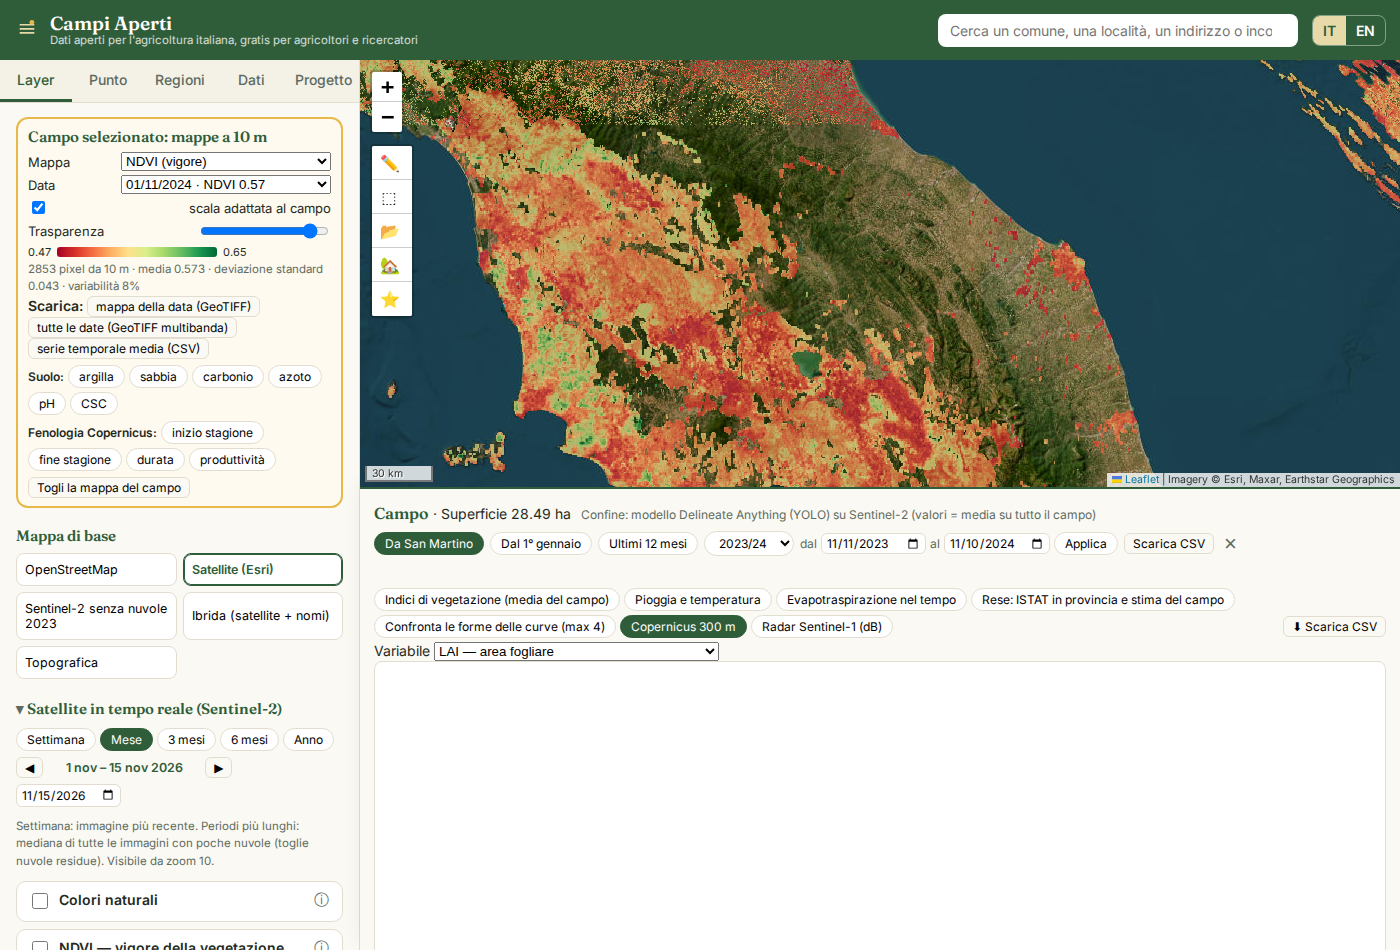 Campi Aperti
Dati aperti per l'agricoltura italiana, gratis per agricoltori e ricercatori
Cerca un comune, una località, un indirizzo o inco
IT EN
Layer Punto Regioni Dati Progetto
Campo selezionato: mappe a 10 m
Mappa NDVI (vigore)
Data 01/11/2024 · NDVI 0.57
scala adattata al campo
Trasparenza
0.47 0.65
2853 pixel da 10 m · media 0.573 · deviazione standard
0.043 · variabilità 8%
Scarica: mappa della data (GeoTIFF)
tutte le date (GeoTIFF multibanda)
serie temporale media (CSV)
Suolo: argilla sabbia carbonio azoto
pH CSC
Fenologia Copernicus: inizio stagione
fine stagione durata produttività
Togli la mappa del campo
Mappa di base
OpenStreetMap Satellite (Esri)
Sentinel-2 senza nuvole
2023
Ibrida (satellite + nomi)
Topografica
▾ Satellite in tempo reale (Sentinel-2)
Settimana Mese 3 mesi 6 mesi Anno
◀ 1 nov – 15 nov 2026 ▶
11/15/2026
Settimana: immagine più recente. Periodi più lunghi:
mediana di tutte le immagini con poche nuvole (toglie
nuvole residue). Visibile da zoom 10.
Colori naturali ⓘ
NDVI — vigore della vegetazione ⓘ
+
−
30 km
Leaflet | Imagery © Esri, Maxar, Earthstar Geographics
Campo · Superficie 28.49 ha Confine: modello Delineate Anything (YOLO) su Sentinel-2 (valori = media su tutto il campo)
Da San Martino Dal 1° gennaio Ultimi 12 mesi 2023/24 dal 11/11/2023 al 11/10/2024 Applica Scarica CSV ✕
Indici di vegetazione (media del campo) Pioggia e temperatura Evapotraspirazione nel tempo Rese: ISTAT in provincia e stima del campo
Confronta le forme delle curve (max 4) Copernicus 300 m Radar Sentinel-1 (dB) ⬇ Scarica CSV
Variabile LAI — area fogliare